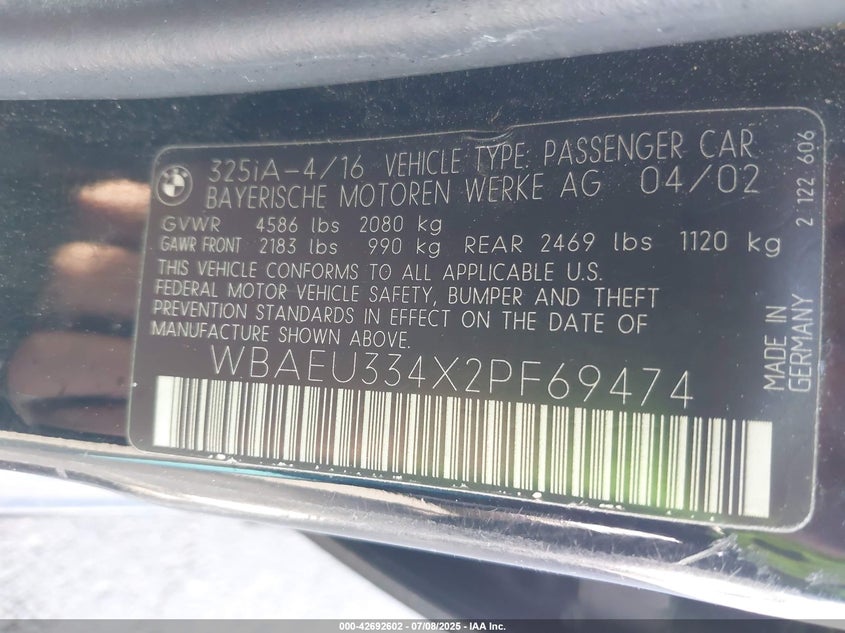 325iA-4/16 VEHICLE TYPE: PASSENGER CAR
BAYERISCHE MOTOREN WERKE AG 04/02
GVWR 4586 lbs 2080 kg
GAWR FRONT 2183 lbs 990 kg REAR 2469 lbs 1120 kg
THIS VEHICLE CONFORMS TO ALL APPLICABLE U.S.
FEDERAL MOTOR VEHICLE SAFETY, BUMPER AND THEFT
PREVENTION STANDARDS IN EFFECT ON THE DATE OF
MANUFACTURE SHOWN ABOVE.
WBAEU334X2PF69474
MADE IN
GERMANY
2 122 606
000-42692602 - 07/08/2025 - © IAA Inc.